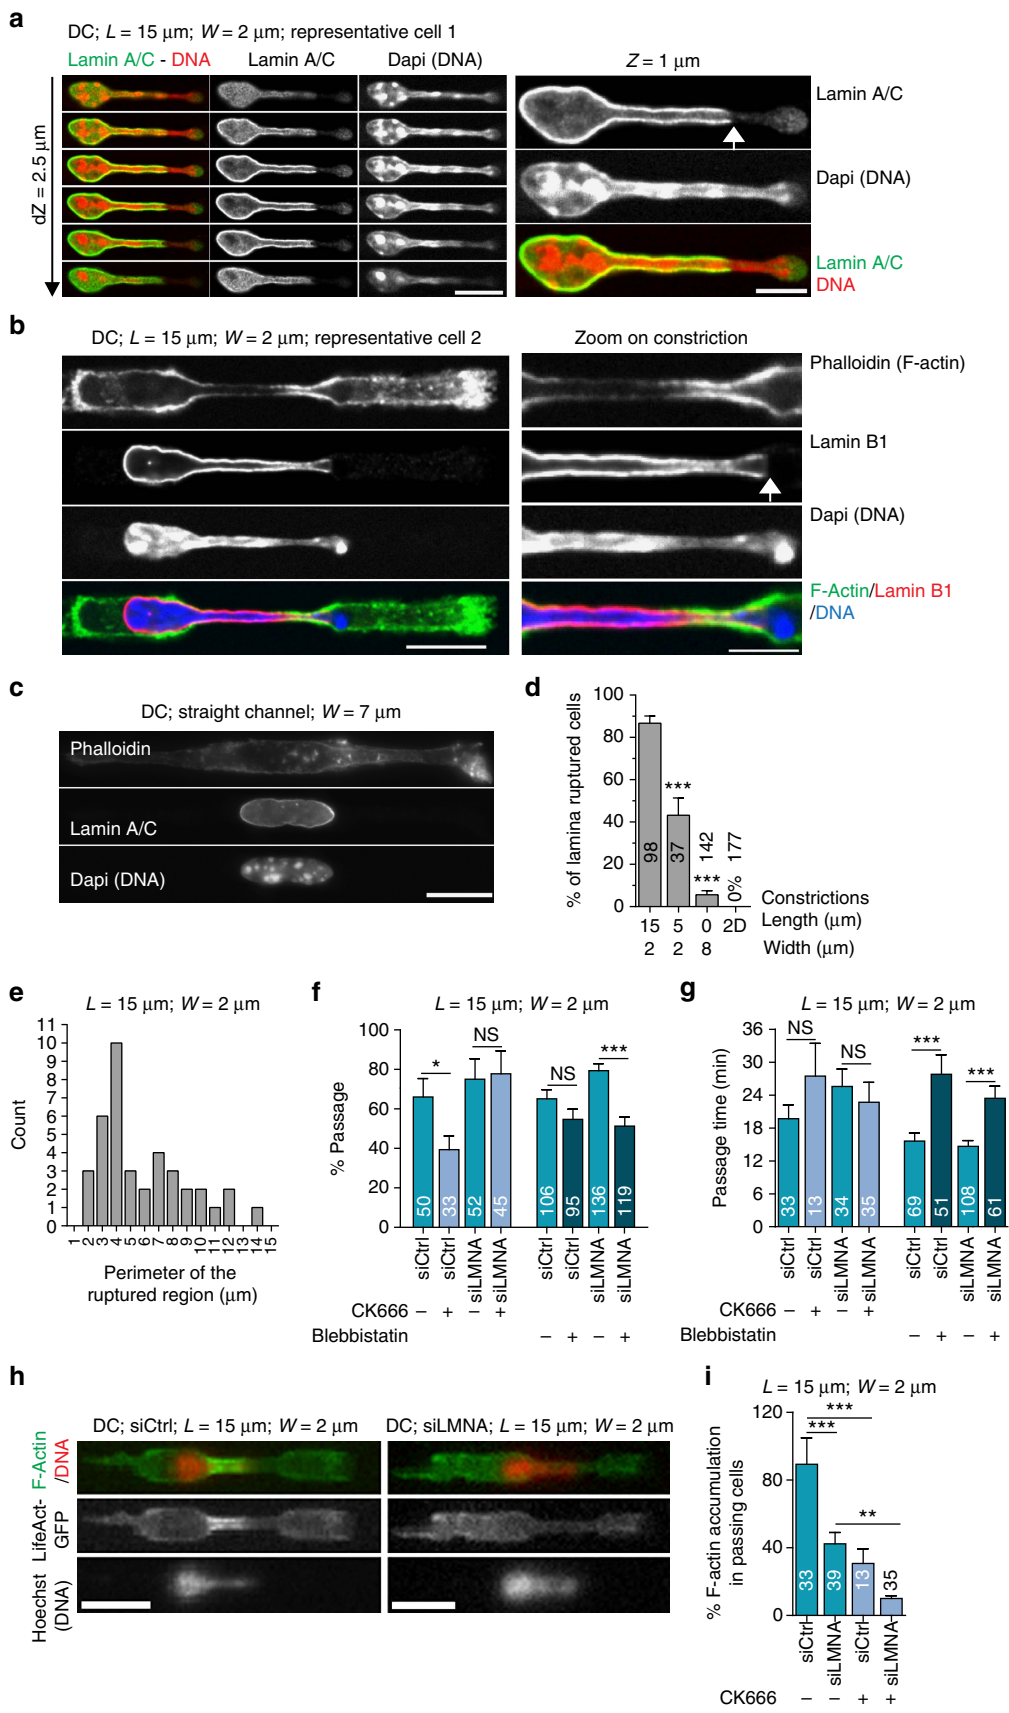 a
DC; L = 15 μm; W = 2 μm; representative cell 1
Lamin A/C - DNA
Lamin A/C
Dapi (DNA)
Z = 1 μm
dZ = 2.5 μm
Lamin A/C
Dapi (DNA)
Lamin A/C
DNA
b
DC; L = 15 μm; W = 2 μm; representative cell 2
Zoom on constriction
Phalloidin (F-actin)
Lamin B1
Dapi (DNA)
F-Actin/Lamin B1
/DNA
c
DC; straight channel; W = 7 μm
Phalloidin
Lamin A/C
Dapi (DNA)
d
% of lamina ruptured cells
100
80
60
40
20
0
98
37
142
177
***
***
0%
15 5 0 2D
2 2 8
Constrictions
Length (μm)
Width (μm)
e
L = 15 μm; W = 2 μm
Count
11
10
9
8
7
6
5
4
3
2
1
0
1 2 3 4 5 6 7 8 9 10 11 12 13 14 15
Perimeter of the
ruptured region (μm)
f
L = 15 μm; W = 2 μm
% Passage
100
80
60
40
20
0
* NS NS ***
50 33 52 45 106 95 136 119
siCtrl siCtrl siLMNA siLMNA siCtrl siCtrl siLMNA siLMNA
CK666 – + – +
Blebbistatin – + – +
g
L = 15 μm; W = 2 μm
Passage time (min)
36
30
24
18
12
6
0
NS NS *** ***
33 13 34 35 69 51 108 61
siCtrl siCtrl siLMNA siLMNA siCtrl siCtrl siLMNA siLMNA
CK666 – + – +
Blebbistatin – + – +
h
DC; siCtrl; L = 15 μm; W = 2 μm
DC; siLMNA; L = 15 μm; W = 2 μm
F-Actin
/DNA
LifeAct-
GFP
Hoechst
(DNA)
i
L = 15 μm; W = 2 μm
% F-actin accumulation
in passing cells
120
80
40
0
***
***
**
33 39 13 35
siCtrl siLMNA siCtrl siLMNA
CK666 – – + +